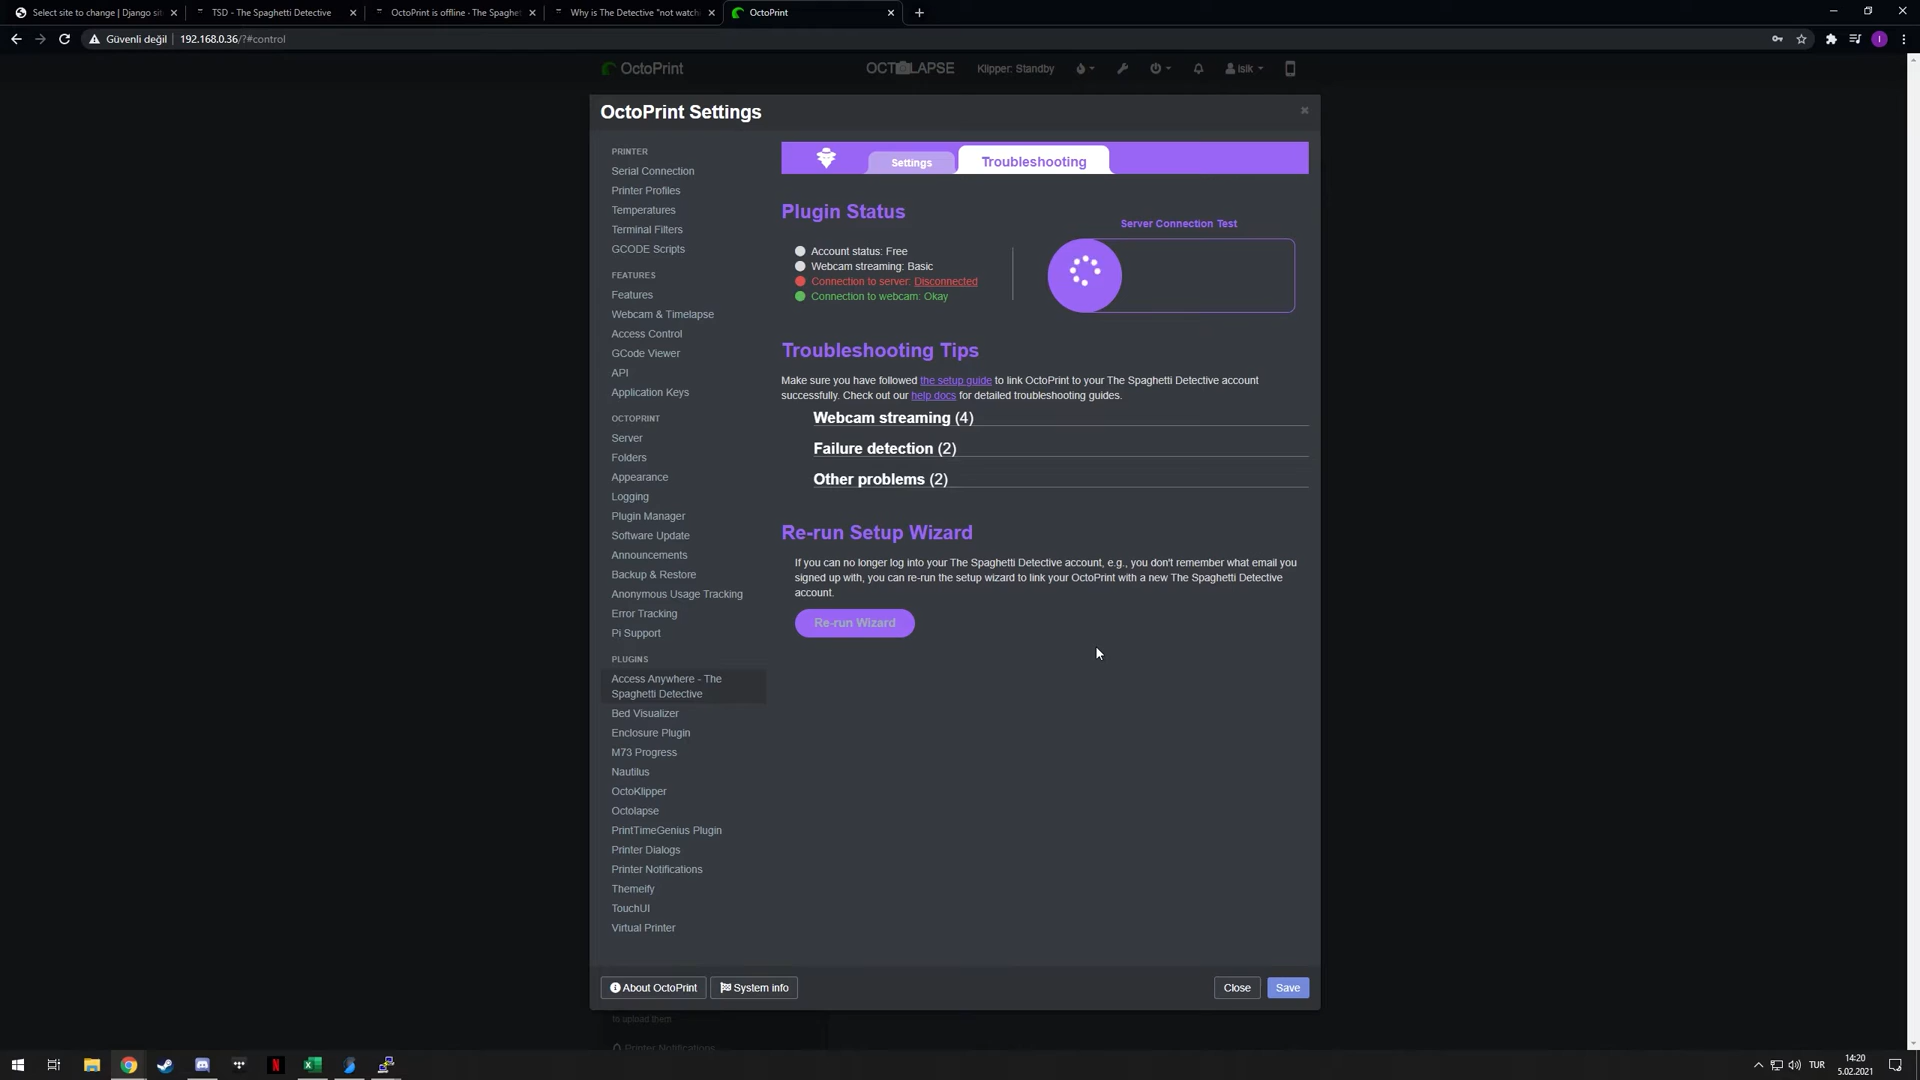 Select site to change | Django sit
TSD - The Spaghetti Detective
OctoPrint is offline - The Spaghet
Why is The Detective "not watch
OctoPrint
Güvenli değil
192.168.0.36/?#control
OctoPrint
OCTOLAPSE
Klipper: Standby
isik
OctoPrint Settings
PRINTER
Serial Connection
Printer Profiles
Temperatures
Terminal Filters
GCODE Scripts
FEATURES
Features
Webcam & Timelapse
Access Control
GCode Viewer
API
Application Keys
OCTOPRINT
Server
Folders
Appearance
Logging
Plugin Manager
Software Update
Announcements
Backup & Restore
Anonymous Usage Tracking
Error Tracking
Pi Support
PLUGINS
Access Anywhere - The
Spaghetti Detective
Bed Visualizer
Enclosure Plugin
M73 Progress
Nautilus
OctoKlipper
Octolapse
PrintTimeGenius Plugin
Printer Dialogs
Printer Notifications
Themeify
TouchUI
Virtual Printer
Settings
Troubleshooting
Plugin Status
Account status: Free
Webcam streaming: Basic
Connection to server: Disconnected
Connection to webcam: Okay
Server Connection Test
Troubleshooting Tips
Make sure you have followed the setup guide to link OctoPrint to your The Spaghetti Detective account
successfully. Check out our help docs for detailed troubleshooting guides.
Webcam streaming (4)
Failure detection (2)
Other problems (2)
Re-run Setup Wizard
If you can no longer log into your The Spaghetti Detective account, e.g., you don't remember what email you
signed up with, you can re-run the setup wizard to link your OctoPrint with a new The Spaghetti Detective
account.
Re-run Wizard
About OctoPrint
System info
Close
Save
to upload them
Printer Notifications
TUR
14:20
5.02.2021